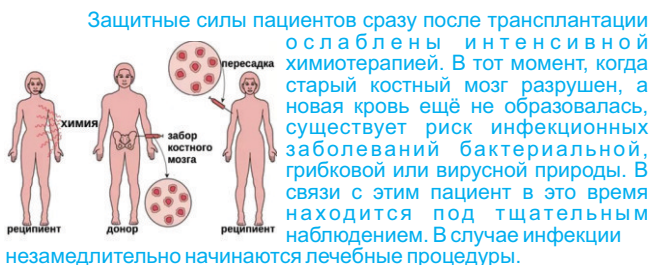 Защитные силы пациентов сразу после трансплантации
ослаблены интенсивной
химиотерапией. В тот момент, когда
старый костный мозг разрушен, а
новая кровь ещё не образовалась,
существует риск инфекционных
заболеваний бактериальной,
грибковой или вирусной природы. В
связи с этим пациент в это время
находится под тщательным
наблюдением. В случае инфекции
незамедлительно начинаются лечебные процедуры.
пересадка
химия
забор
костного
мозга
реципиент
донор
реципиент